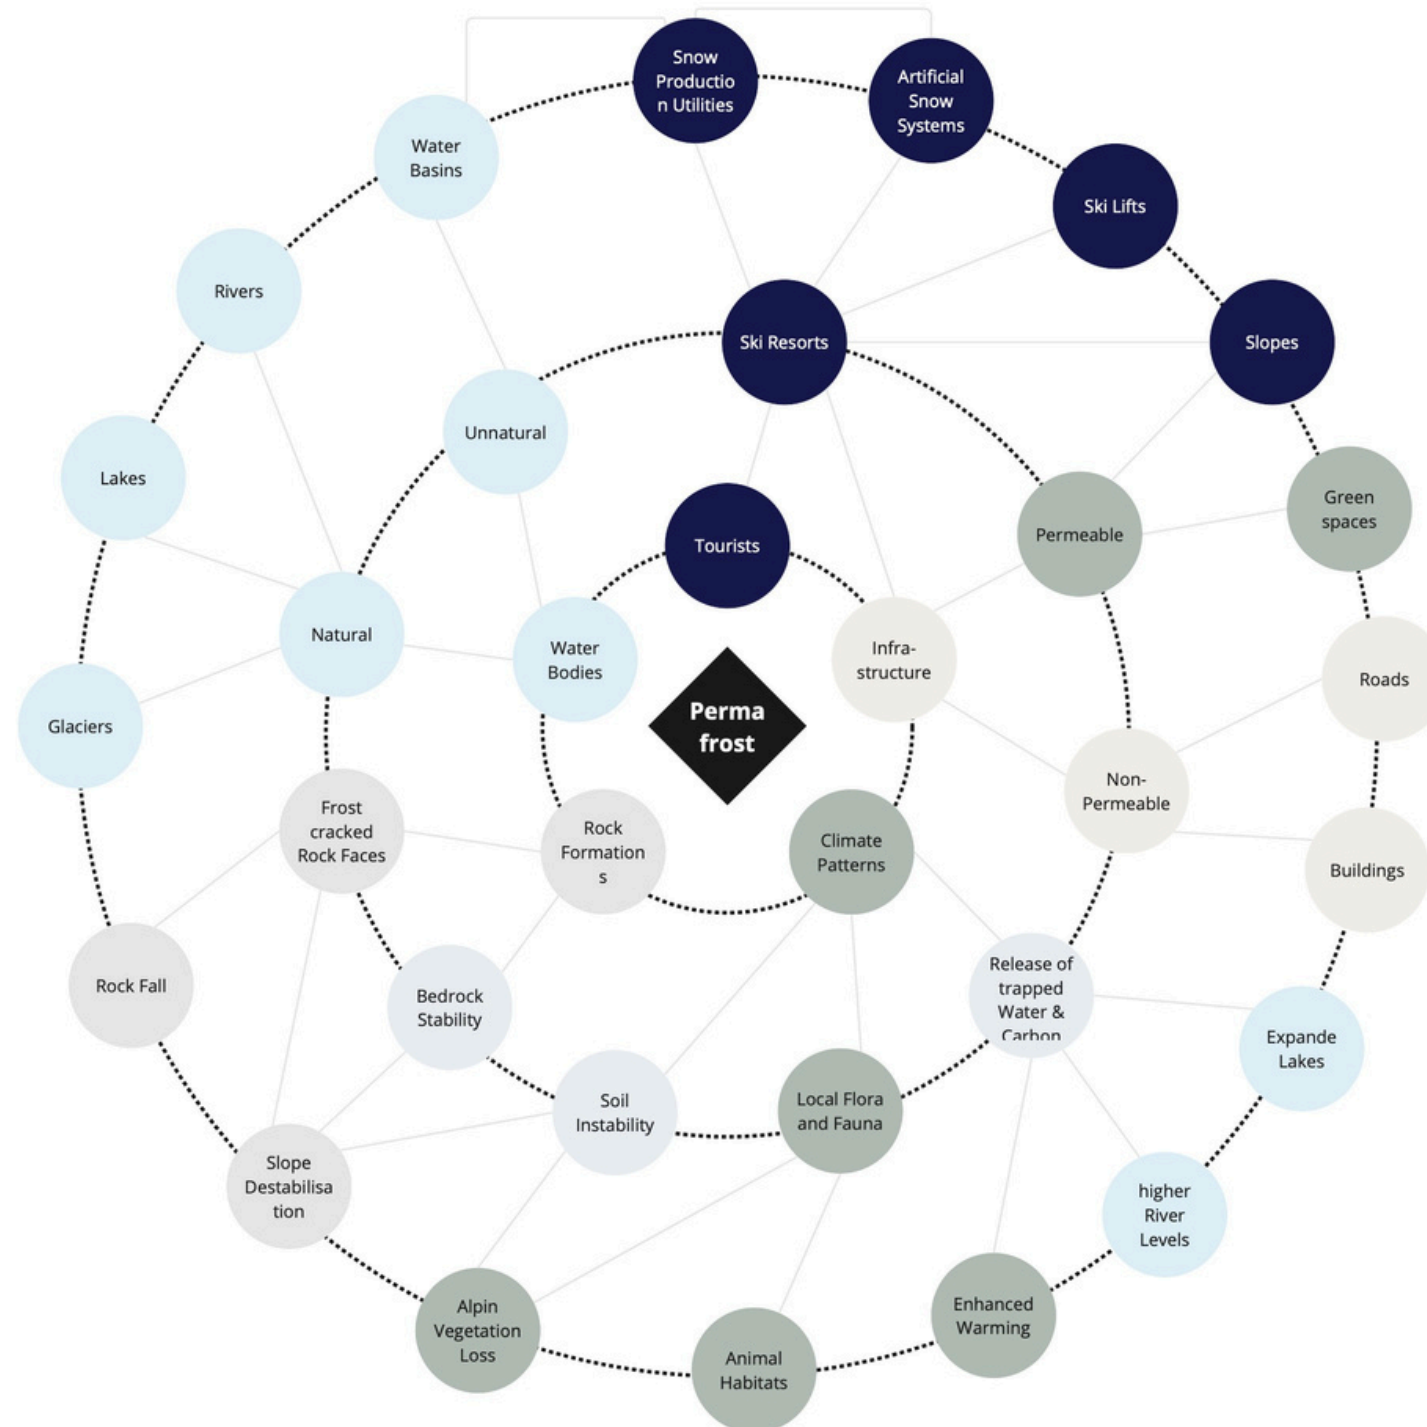 Snow
Productio
n Utilities
Artificial
Snow
Systems
Water
Basins
Ski Lifts
Rivers
Ski Resorts
Slopes
Unnatural
Lakes
Green
spaces
Permeable
Tourists
Natural
Water
Bodies
Infra-
structure
Roads
Perma
frost
Glaciers
Non-
Permeable
Frost
cracked
Rock Faces
Rock
Formation
s
Climate
Patterns
Buildings
Rock Fall
Bedrock
Stability
Release of
trapped
Water &
Carbon
Expande
Lakes
Soil
Instability
Local Flora
and Fauna
Slope
Destabilisa
tion
higher
River
Levels
Alpin
Vegetation
Loss
Enhanced
Warming
Animal
Habitats